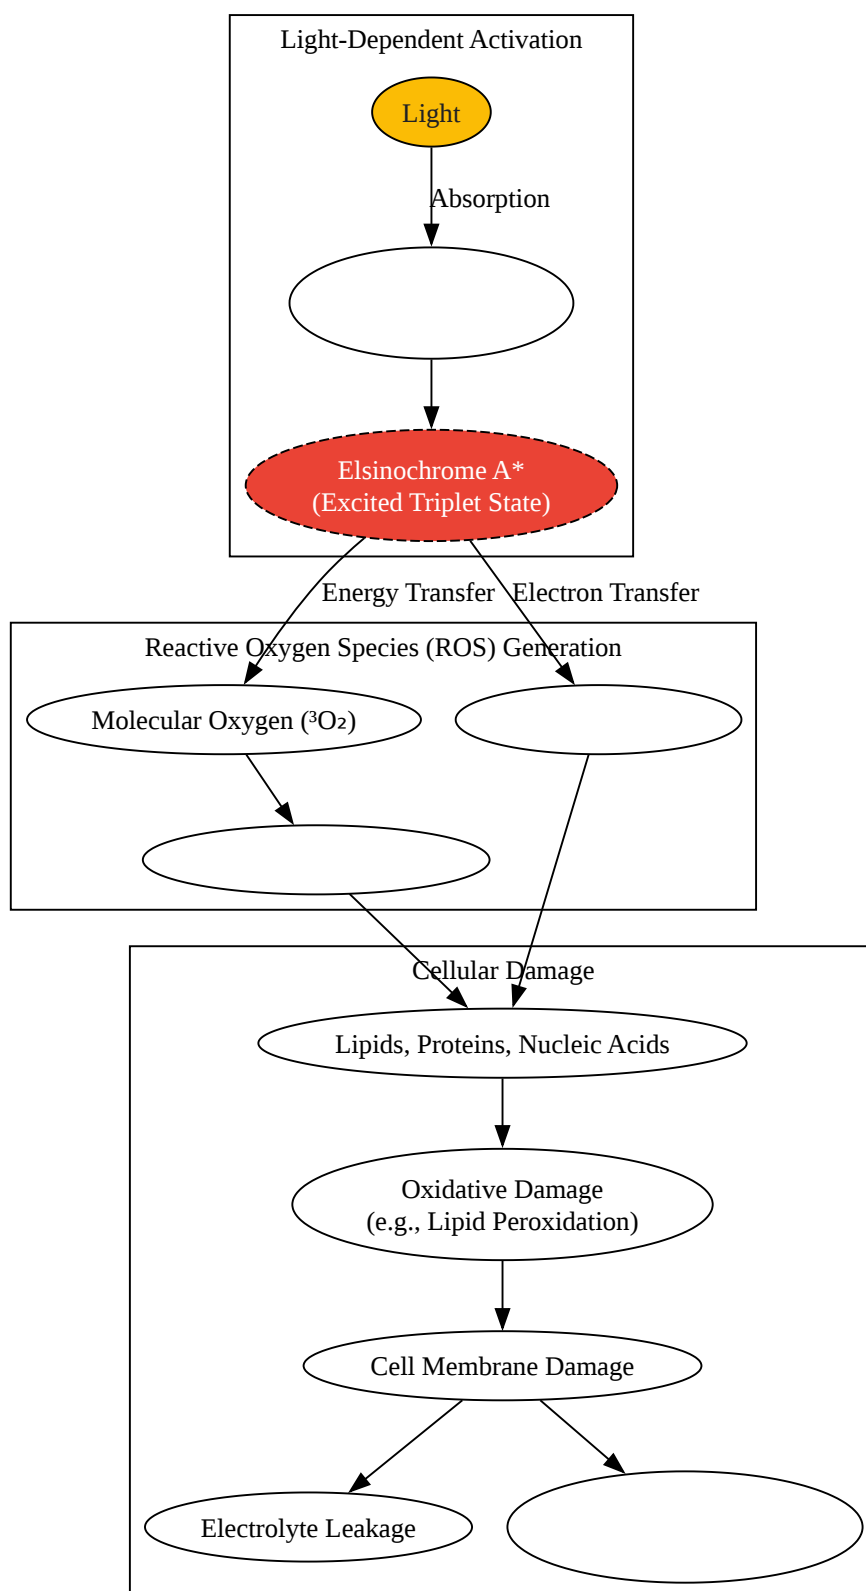 Light-Dependent Activation
Light
Absorption
Elsinochrome A*
(Excited Triplet State)
Energy Transfer
Electron Transfer
Reactive Oxygen Species (ROS) Generation
Molecular Oxygen (³O₂)
Cellular Damage
Lipids, Proteins, Nucleic Acids
Oxidative Damage
(e.g., Lipid Peroxidation)
Cell Membrane Damage
Electrolyte Leakage